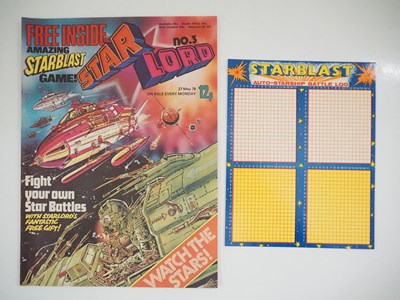 FREE INSIDE
AMAZING
STARBLAST
GAME!
STAR
LORD
NO.3
27 May 78
ON SALE EVERY MONDAY
12p
Fight
your own
Star Battles
WITH STARLORD'S
FANTASTIC
FREE GIFT!
WATCH THE
STARS!
STARBLAST
AUTO-STARSHIP BATTLE LOG